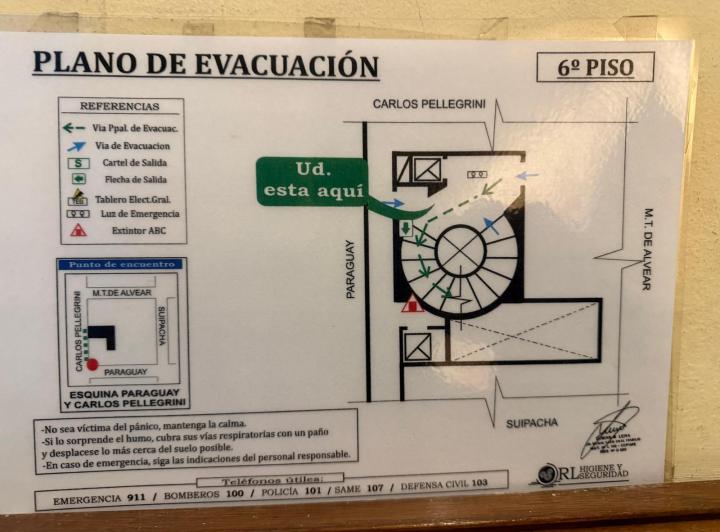 PLANO DE EVACUACIÓN
6º PISO
REFERENCIAS
Via Ppal. de Evacuac.
Via de Evacuacion
S
Cartel de Salida
Flecha de Salida
Tablero Elect.Gral.
Luz de Emergencia
Extintor ABC
CARLOS PELLEGRINI
Ud.
esta aquí
PARAGUAY
M.T. DE ALVEAR
SUIPACHA
Punto de encuentro
M.T.DE ALVEAR
CARLOS PELLEGRINI
SUIPACHA
PARAGUAY
ESQUINA PARAGUAY
Y CARLOS PELLEGRINI
-No sea víctima del pánico, mantenga la calma.
-Si lo sorprende el humo, cubra sus vías respiratorias con un paño
y desplacese lo más cerca del suelo posible.
-En caso de emergencia, siga las indicaciones del personal responsable.
Teléfonos útiles:
EMERGENCIA 911 / BOMBEROS 100 / POLICÍA 101 / SAME 107 / DEFENSA CIVIL 103
RL HIGIENE Y
SEGURIDAD